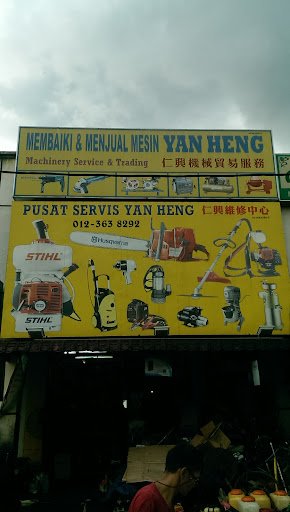 MEMBAIKI & MENJUAL MESIN YAN HENG
Machinery Service & Trading 仁興機械貿易服務
PUSAT SERVIS YAN HENG 仁興維修中心
012-363 8292
Husqvarna
STIHL
STIHL